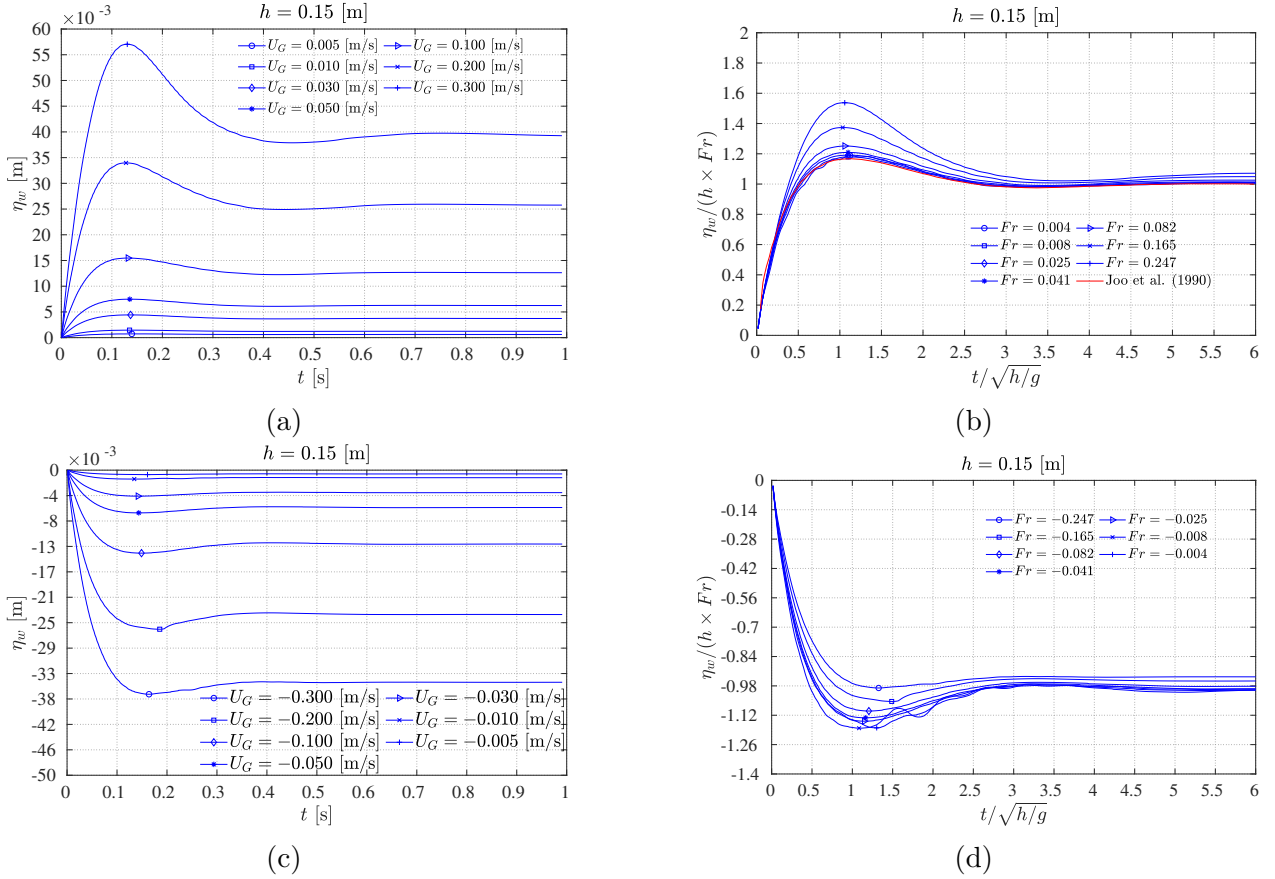 h = 0.15 [m]
×10⁻³
60
55
50
45
40
35
30
25
20
15
10
5
0
η_w [m]
U_G = 0.005 [m/s] U_G = 0.100 [m/s]
U_G = 0.010 [m/s] U_G = 0.200 [m/s]
U_G = 0.030 [m/s] U_G = 0.300 [m/s]
U_G = 0.050 [m/s]
0 0.1 0.2 0.3 0.4 0.5 0.6 0.7 0.8 0.9 1
t [s]
(a)
h = 0.15 [m]
2
1.8
1.6
1.4
1.2
1
0.8
0.6
0.4
0.2
0
η_w/(h × Fr)
Fr = 0.004 Fr = 0.082
Fr = 0.008 Fr = 0.165
Fr = 0.025 Fr = 0.247
Fr = 0.041 Joo et al. (1990)
0 0.5 1 1.5 2 2.5 3 3.5 4 4.5 5 5.5 6
t/√h/g
(b)
h = 0.15 [m]
×10⁻³
0
-4
-8
-13
-17
-21
-25
-29
-33
-38
-42
-46
-50
η_w [m]
U_G = −0.300 [m/s] U_G = −0.030 [m/s]
U_G = −0.200 [m/s] U_G = −0.010 [m/s]
U_G = −0.100 [m/s] U_G = −0.005 [m/s]
U_G = −0.050 [m/s]
0 0.1 0.2 0.3 0.4 0.5 0.6 0.7 0.8 0.9 1
t [s]
(c)
h = 0.15 [m]
0
-0.14
-0.28
-0.42
-0.56
-0.7
-0.84
-0.98
-1.12
-1.26
-1.4
η_w/(h × Fr)
Fr = −0.247 Fr = −0.025
Fr = −0.165 Fr = −0.008
Fr = −0.082 Fr = −0.004
Fr = −0.041
0 0.5 1 1.5 2 2.5 3 3.5 4 4.5 5 5.5 6
t/√h/g
(d)